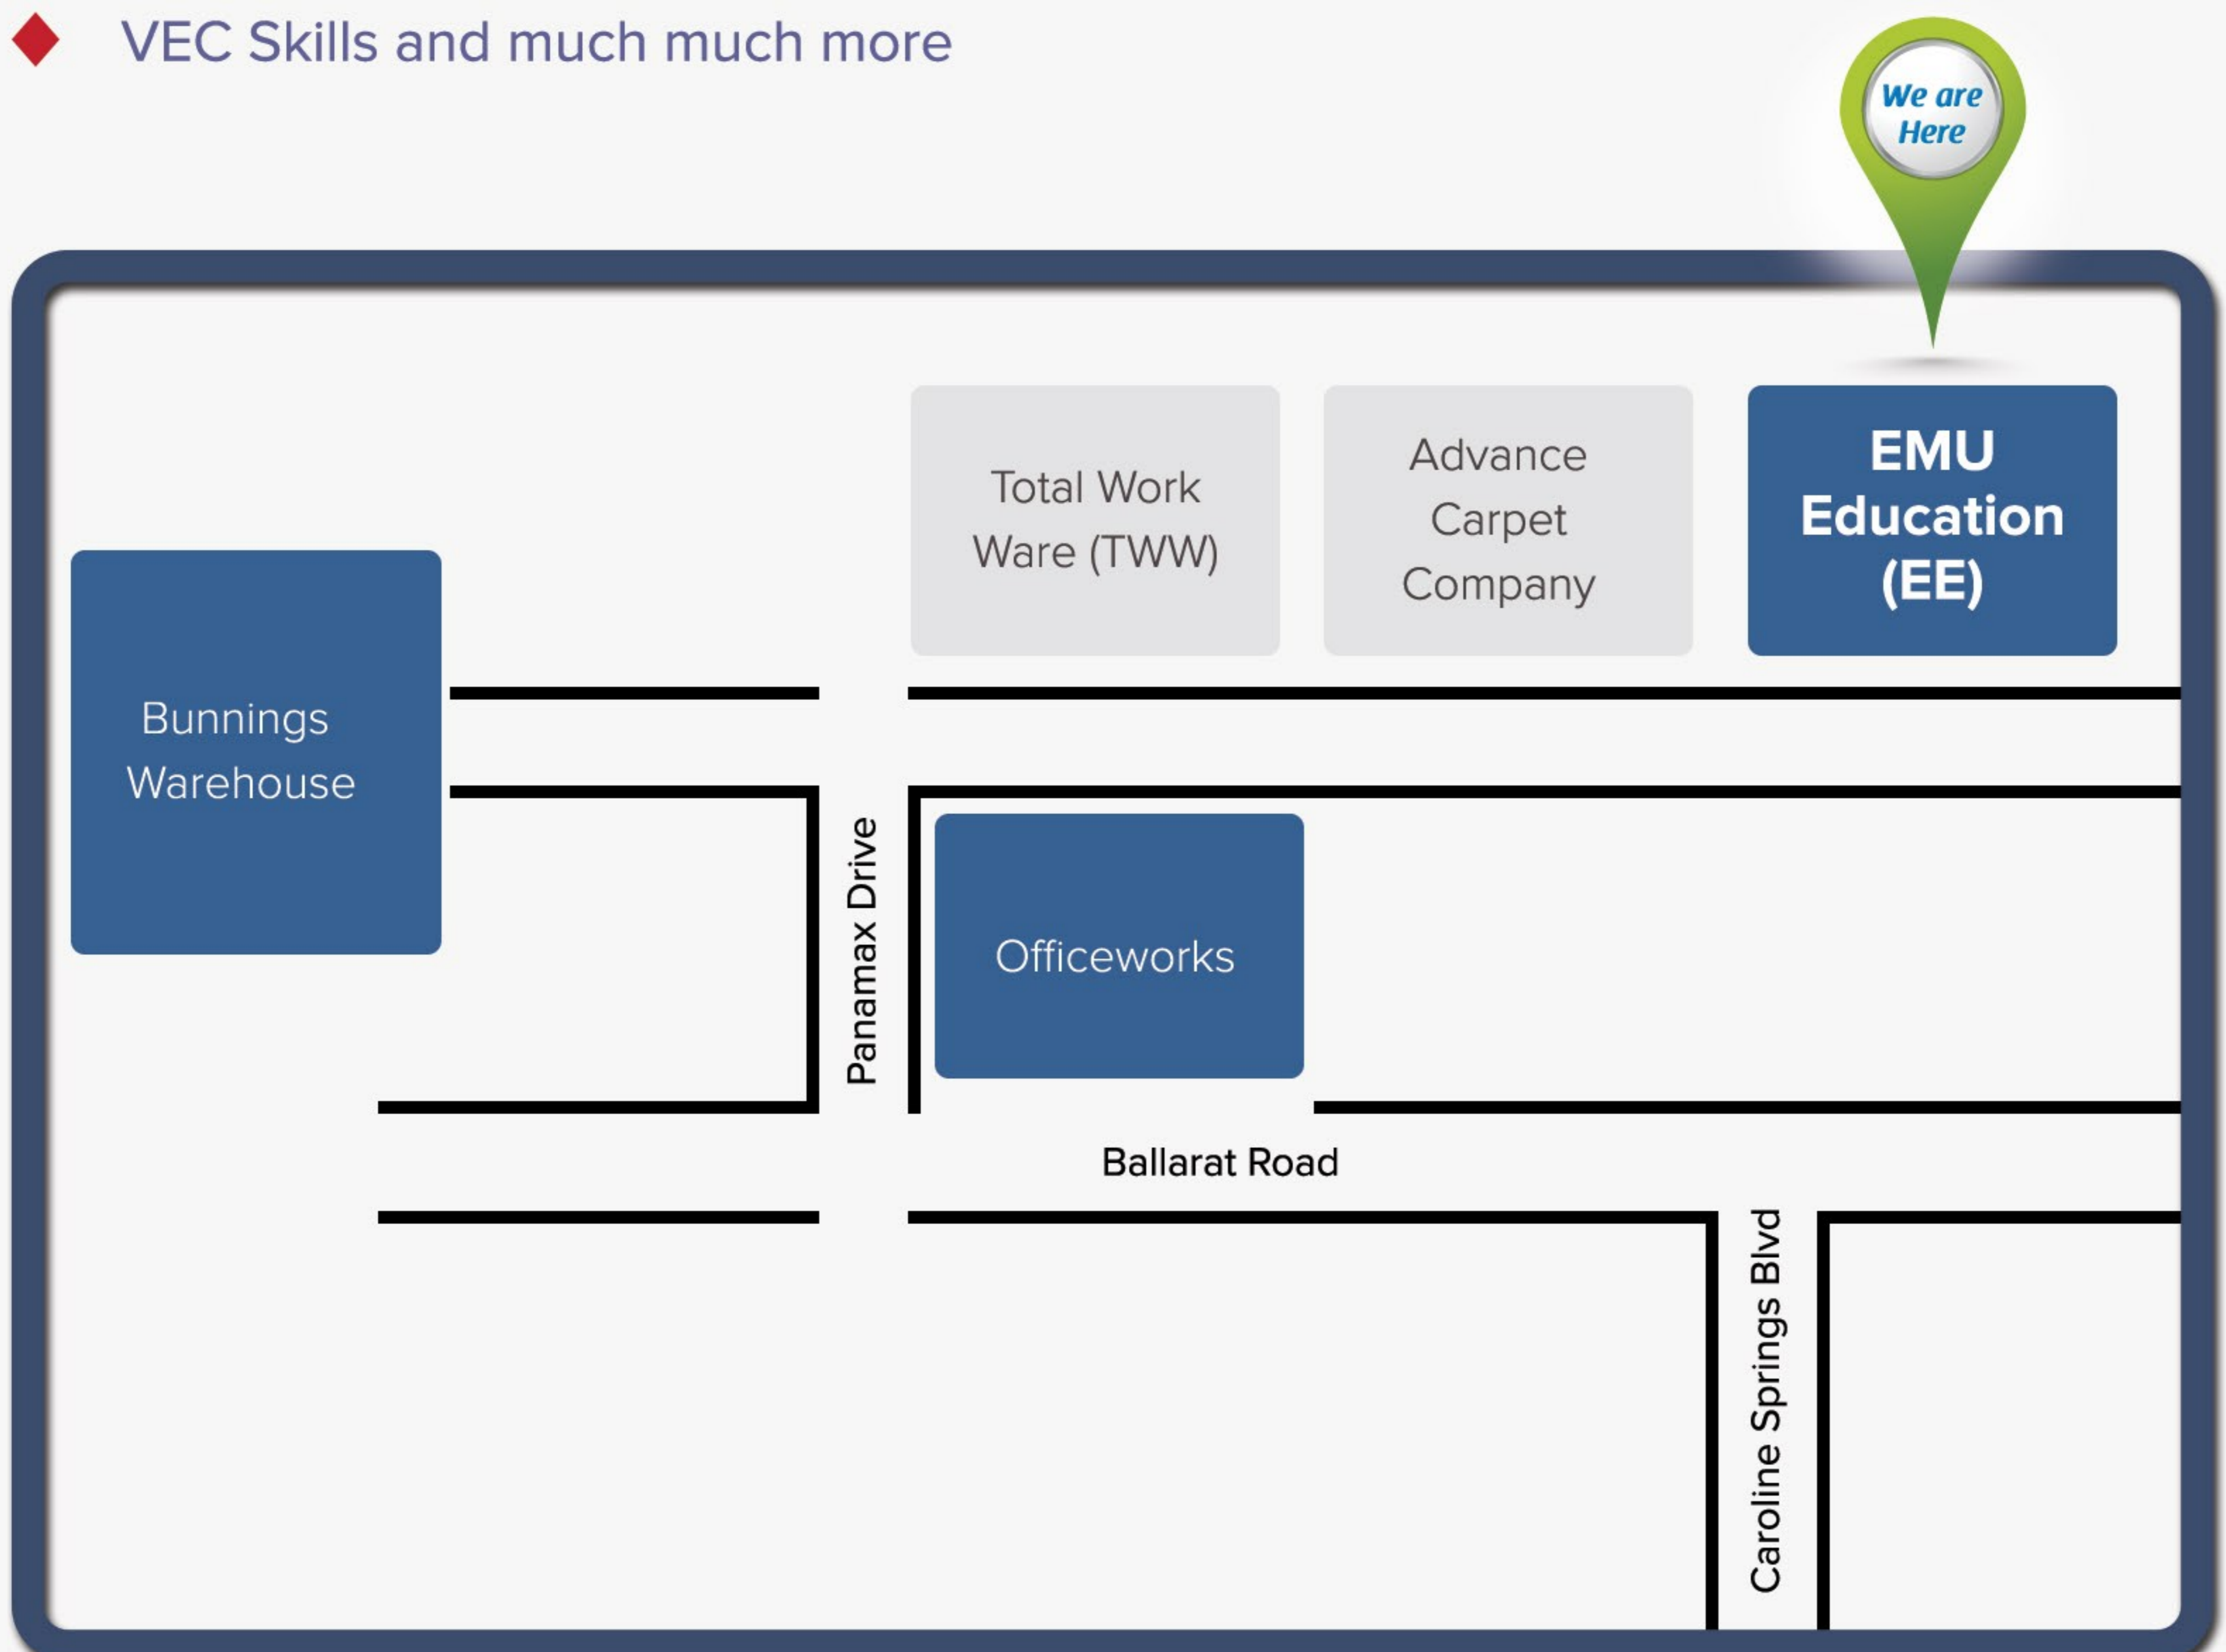 VEC Skills and much much more
We are
Here
Total Work
Ware (TWW)
Advance
Carpet
Company
EMU
Education
(EE)
Bunnings
Warehouse
Panamax Drive
Officeworks
Ballarat Road
Caroline Springs Blvd